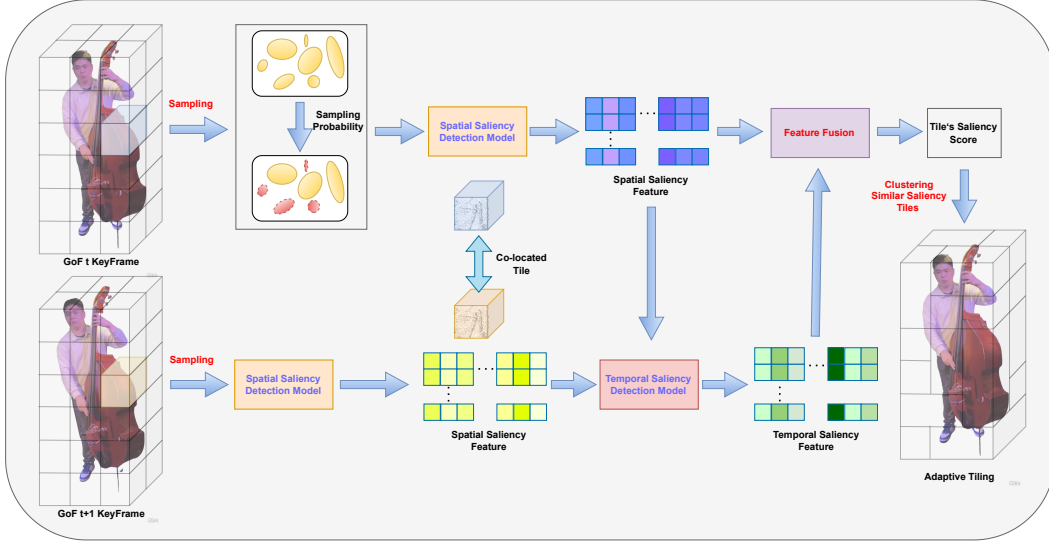 GoF t KeyFrame
Sampling
Sampling
Probability
Spatial Saliency
Detection Model
Spatial Saliency
Feature
Feature Fusion
Tile's Saliency
Score
Clustering
Similar Saliency
Tiles
Co-located
Tile
GoF t+1 KeyFrame
Sampling
Spatial Saliency
Detection Model
Spatial Saliency
Feature
Temporal Saliency
Detection Model
Temporal Saliency
Feature
Adaptive Tiling